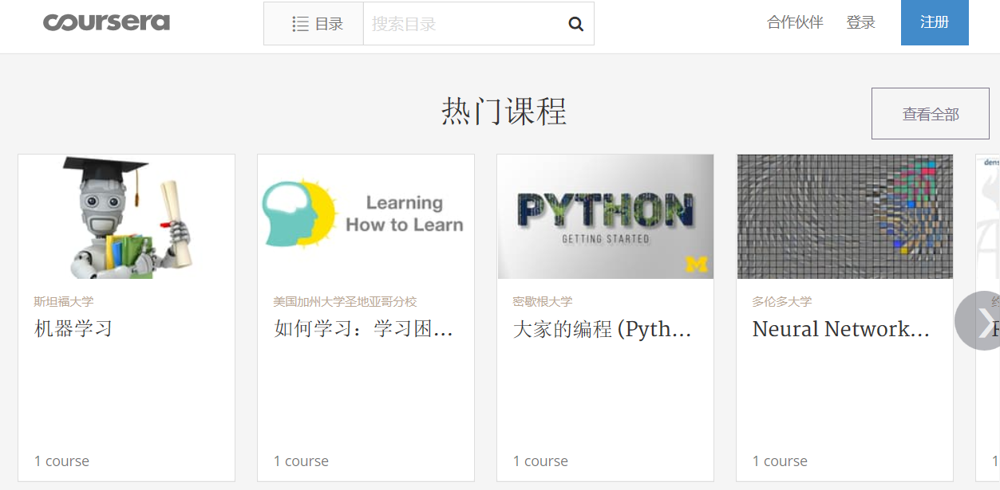 coursera
目录
搜索目录
合作伙伴
登录
注册
热门课程
查看全部
Learning
How to Learn
PYTHON
GETTING STARTED
M
斯坦福大学
机器学习
1 course
美国加州大学圣地亚哥分校
如何学习：学习困...
1 course
密歇根大学
大家的编程 (Pyth...
1 course
多伦多大学
Neural Network...
1 course
dens
1